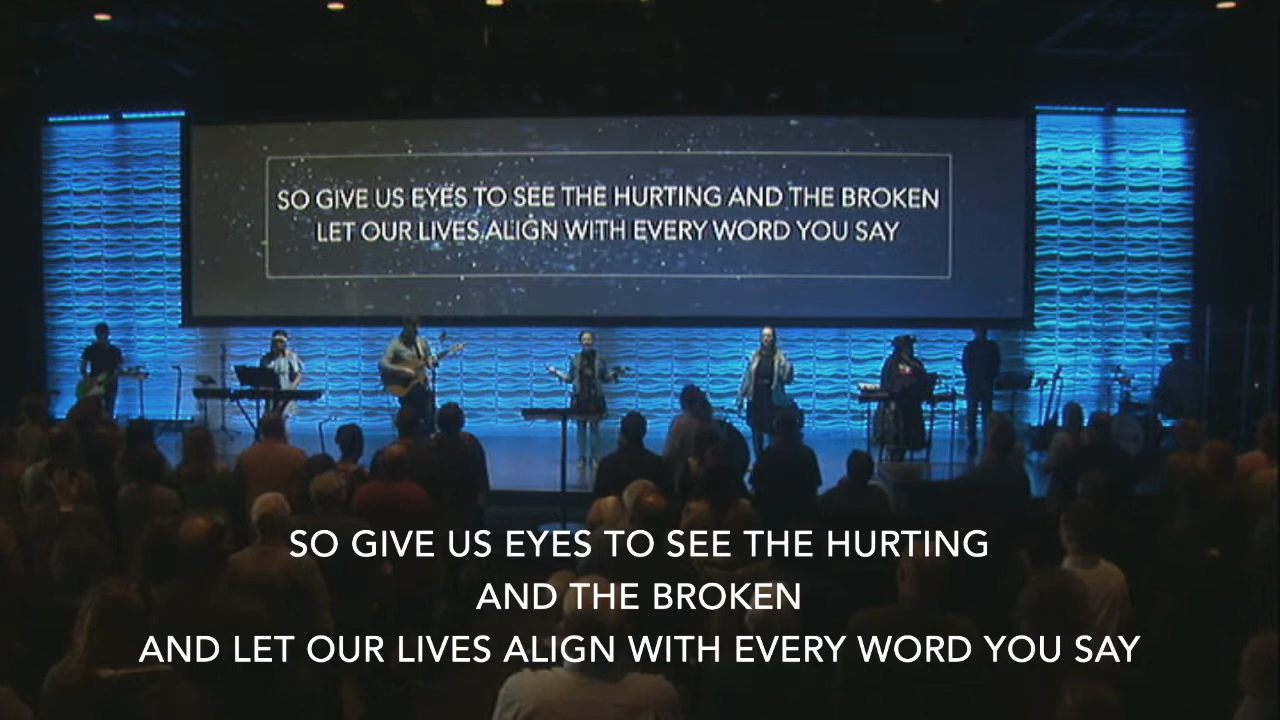 SO GIVE US EYES TO SEE THE HURTING AND THE BROKEN
LET OUR LIVES ALIGN WITH EVERY WORD YOU SAY
SO GIVE US EYES TO SEE THE HURTING
AND THE BROKEN
AND LET OUR LIVES ALIGN WITH EVERY WORD YOU SAY